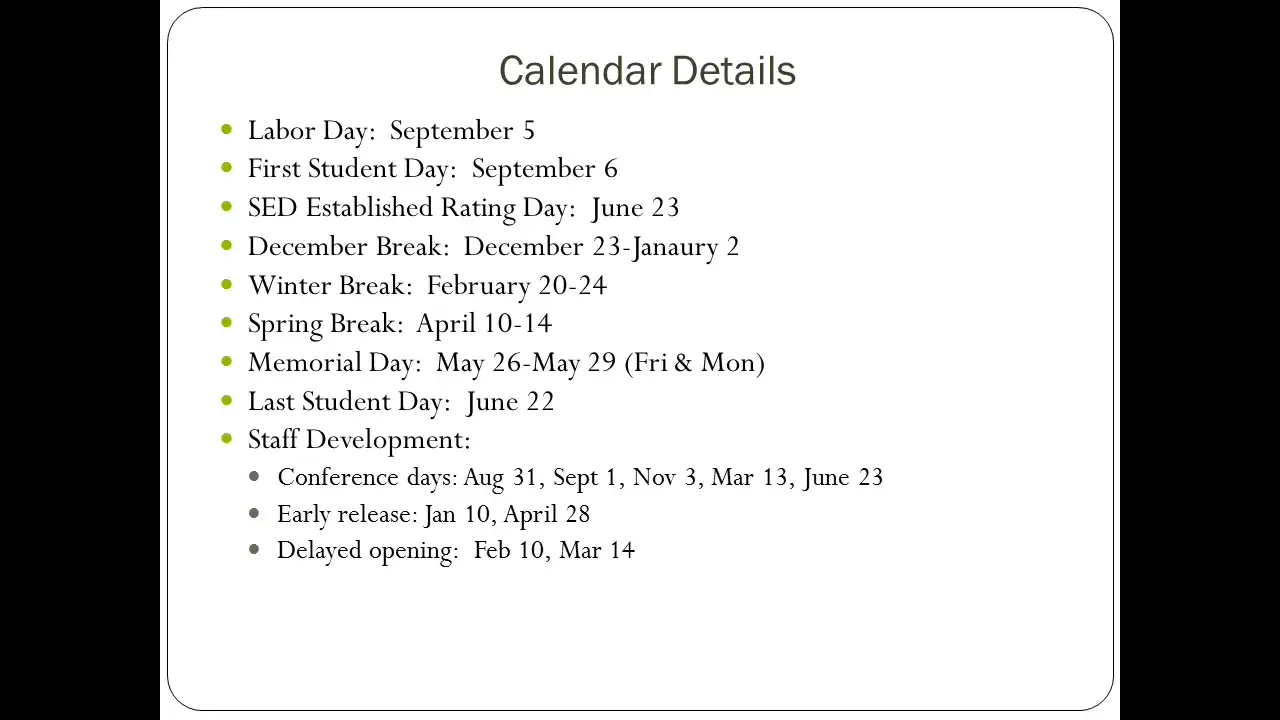 Calendar Details
Labor Day: September 5
First Student Day: September 6
SED Established Rating Day: June 23
December Break: December 23-Janaury 2
Winter Break: February 20-24
Spring Break: April 10-14
Memorial Day: May 26-May 29 (Fri & Mon)
Last Student Day: June 22
Staff Development:
Conference days: Aug 31, Sept 1, Nov 3, Mar 13, June 23
Early release: Jan 10, April 28
Delayed opening: Feb 10, Mar 14